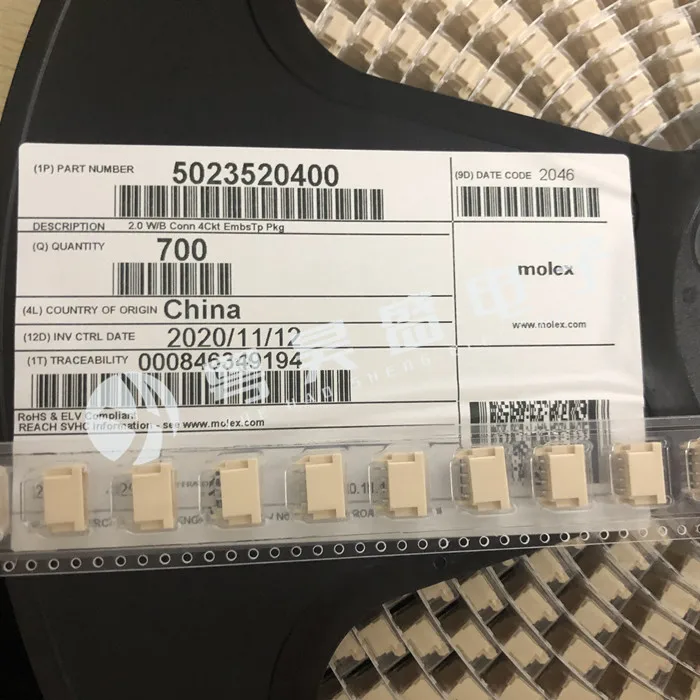 (1P) PART NUMBER 5023520400
(9D) DATE CODE 2046
DESCRIPTION 2.0 W/B Conn 4Ckt EmbsTp Pkg
(Q) QUANTITY 700
molex
www.molex.com
(4L) COUNTRY OF ORIGIN China
(12D) INV CTRL DATE 2020/11/12
(1T) TRACEABILITY 000846349194
RoHS & ELV Compliant
REACH SVHC Information - see www.molex.com